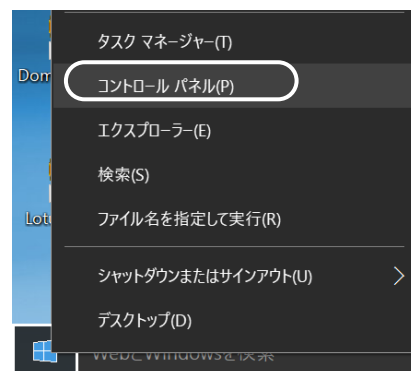 タスク マネージャー(T)
Dom
コントロール パネル(P)
エクスプローラー(E)
検索(S)
Lotu
ファイル名を指定して実行(R)
シャットダウンまたはサインアウト(U)
デスクトップ(D)
WebとWindowsを検索